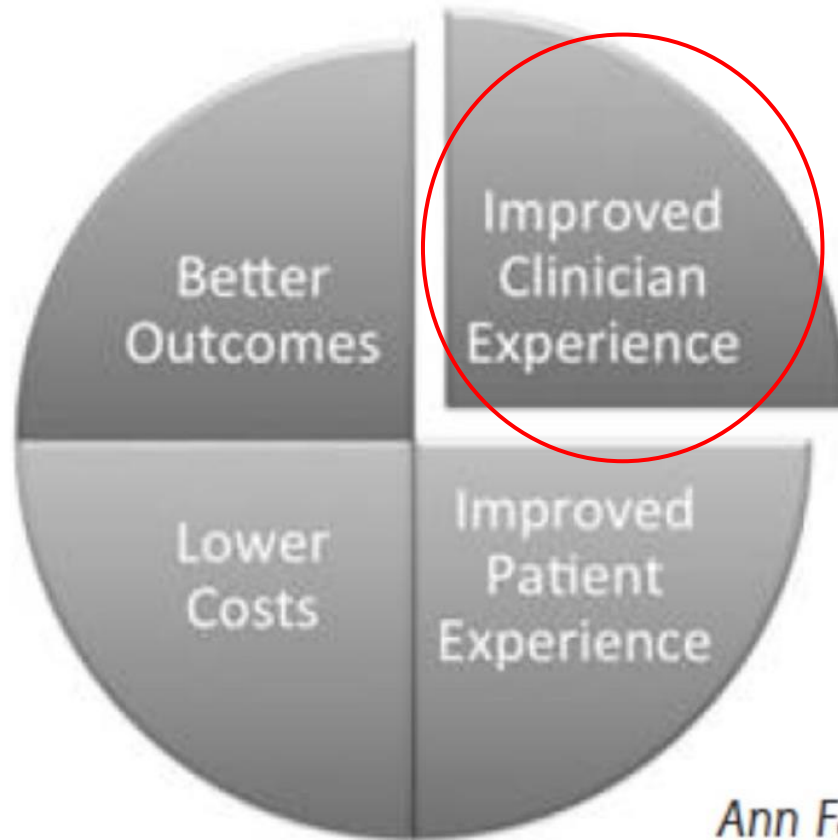 Better
Outcomes
Improved
Clinician
Experience
Lower
Costs
Improved
Patient
Experience
Ann